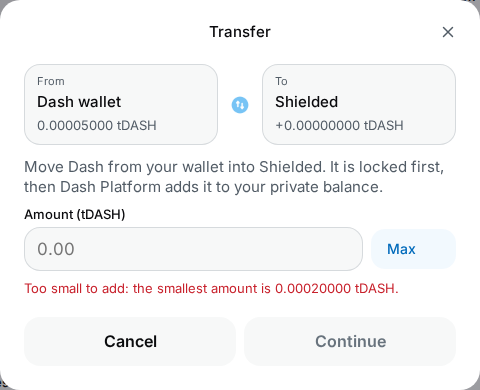 Transfer
From
Dash wallet
0.00005000 tDASH
To
Shielded
+0.00000000 tDASH
Move Dash from your wallet into Shielded. It is locked first,
then Dash Platform adds it to your private balance.
Amount (tDASH)
0.00
Max
Too small to add: the smallest amount is 0.00020000 tDASH.
Cancel
Continue